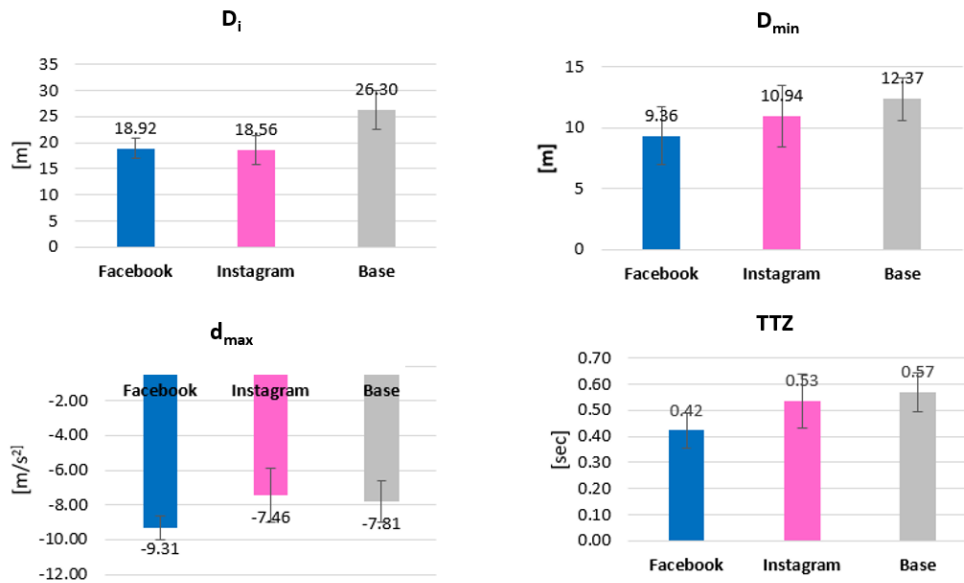 Di
35
30
25
20
15
10
5
0
[m]
18.92
18.56
26.30
Facebook
Instagram
Base
Dmin
15
10
5
0
[m]
9.36
10.94
12.37
Facebook
Instagram
Base
dmax
Facebook
Instagram
Base
-2.00
-4.00
-6.00
-8.00
-10.00
-12.00
[m/s²]
-9.31
-7.46
-7.81
TTZ
0.70
0.60
0.50
0.40
0.30
0.20
0.10
0.00
[sec]
0.42
0.53
0.57
Facebook
Instagram
Base